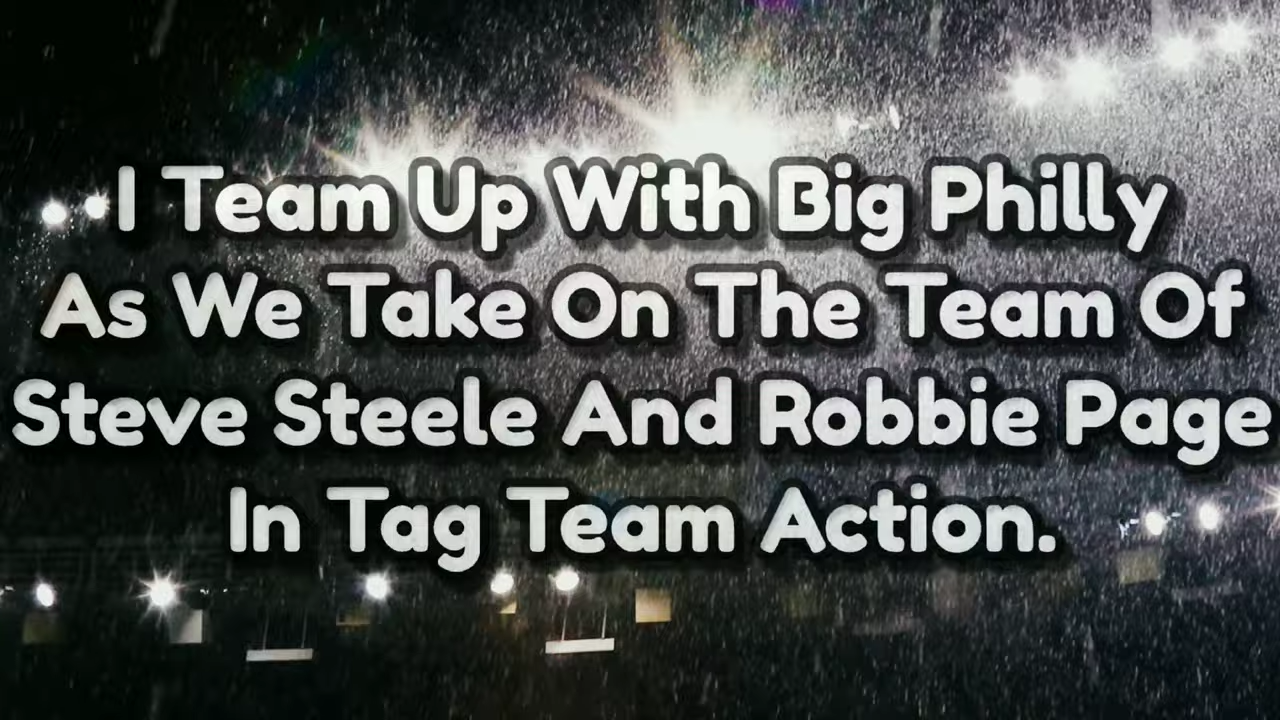 I Team Up With Big Philly
As We Take On The Team Of
Steve Steele And Robbie Page
In Tag Team Action.